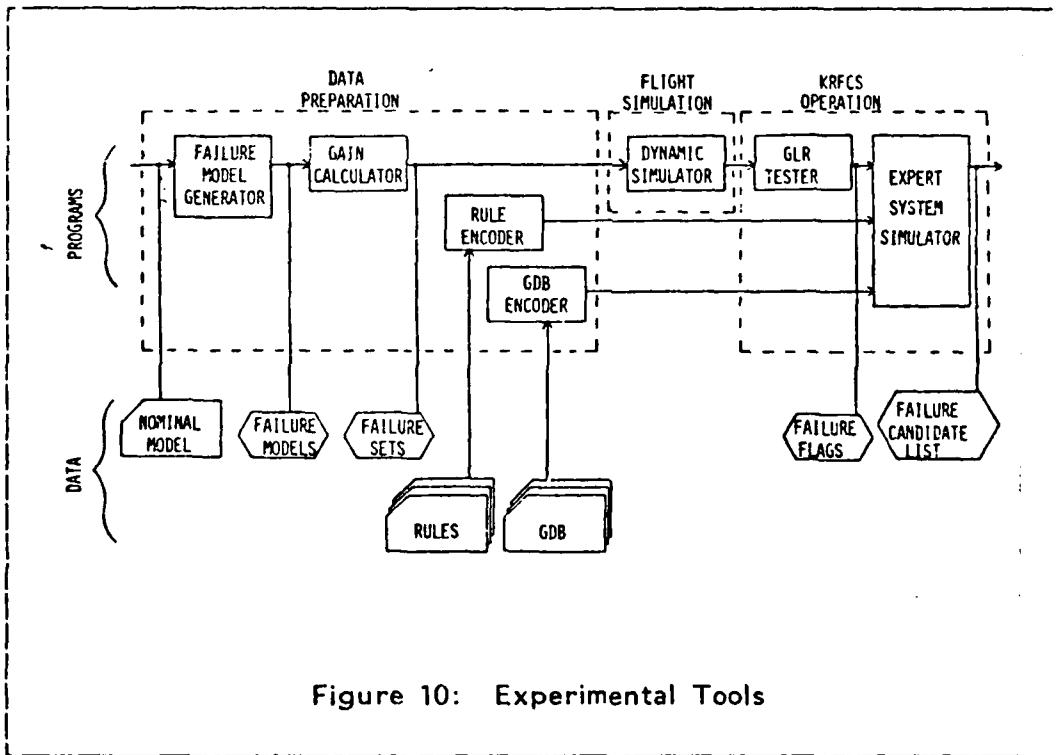 DATA
PREPARATION
FLIGHT
SIMULATION
KRFCS
OPERATION
PROGRAMS
FAILURE
MODEL
GENERATOR
GAIN
CALCULATOR
DYNAMIC
SIMULATOR
GLR
TESTER
EXPERT
SYSTEM
SIMULATOR
RULE
ENCODER
GDB
ENCODER
DATA
NOMINAL
MODEL
FAILURE
MODELS
FAILURE
SETS
FAILURE
FLAGS
FAILURE
CANDIDATE
LIST
RULES
GDB
Figure 10: Experimental Tools